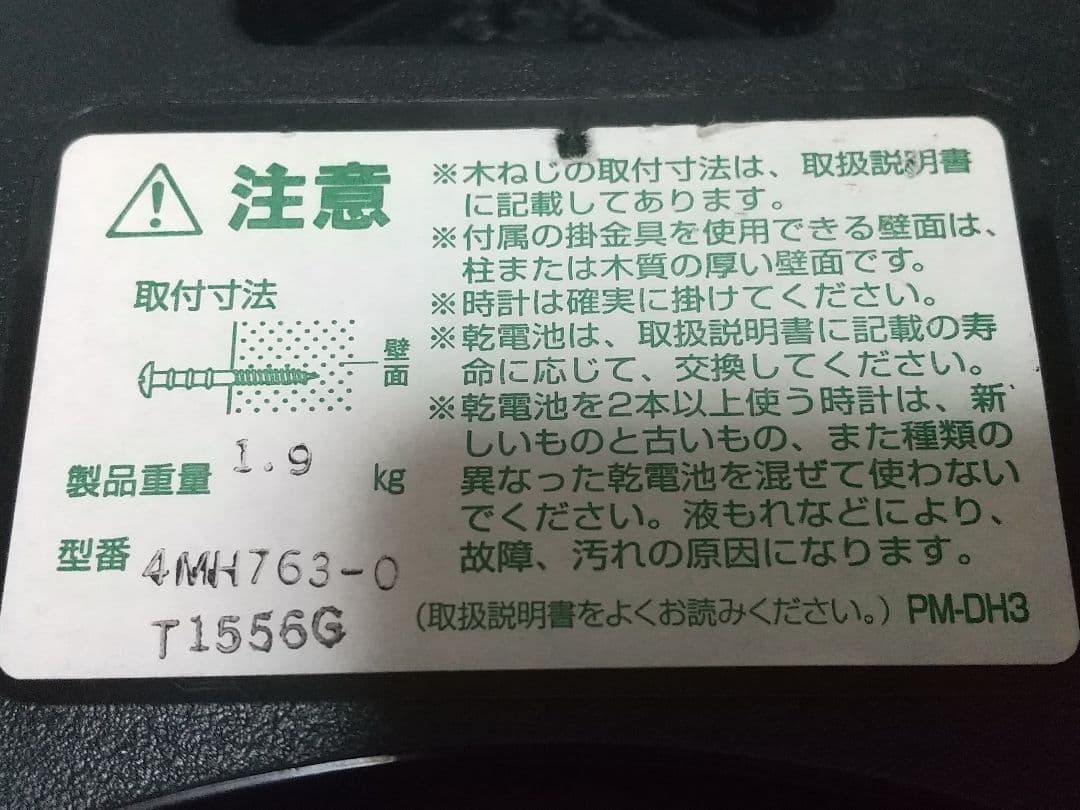 注意
取付寸法
壁面
製品重量 1.9 kg
型番 4MH763-0
T1556G
※木ねじの取付寸法は、取扱説明書
に記載してあります。
※付属の掛金具を使用できる壁面は、
柱または木質の厚い壁面です。
※時計は確実に掛けてください。
※乾電池は、取扱説明書に記載の寿
命に応じて、交換してください。
※乾電池を2本以上使う時計は、新
しいものと古いもの、また種類の
異なった乾電池を混ぜて使わない
でください。液もれなどにより、
故障、汚れの原因になります。
（取扱説明書をよくお読みください。）PM-DH3